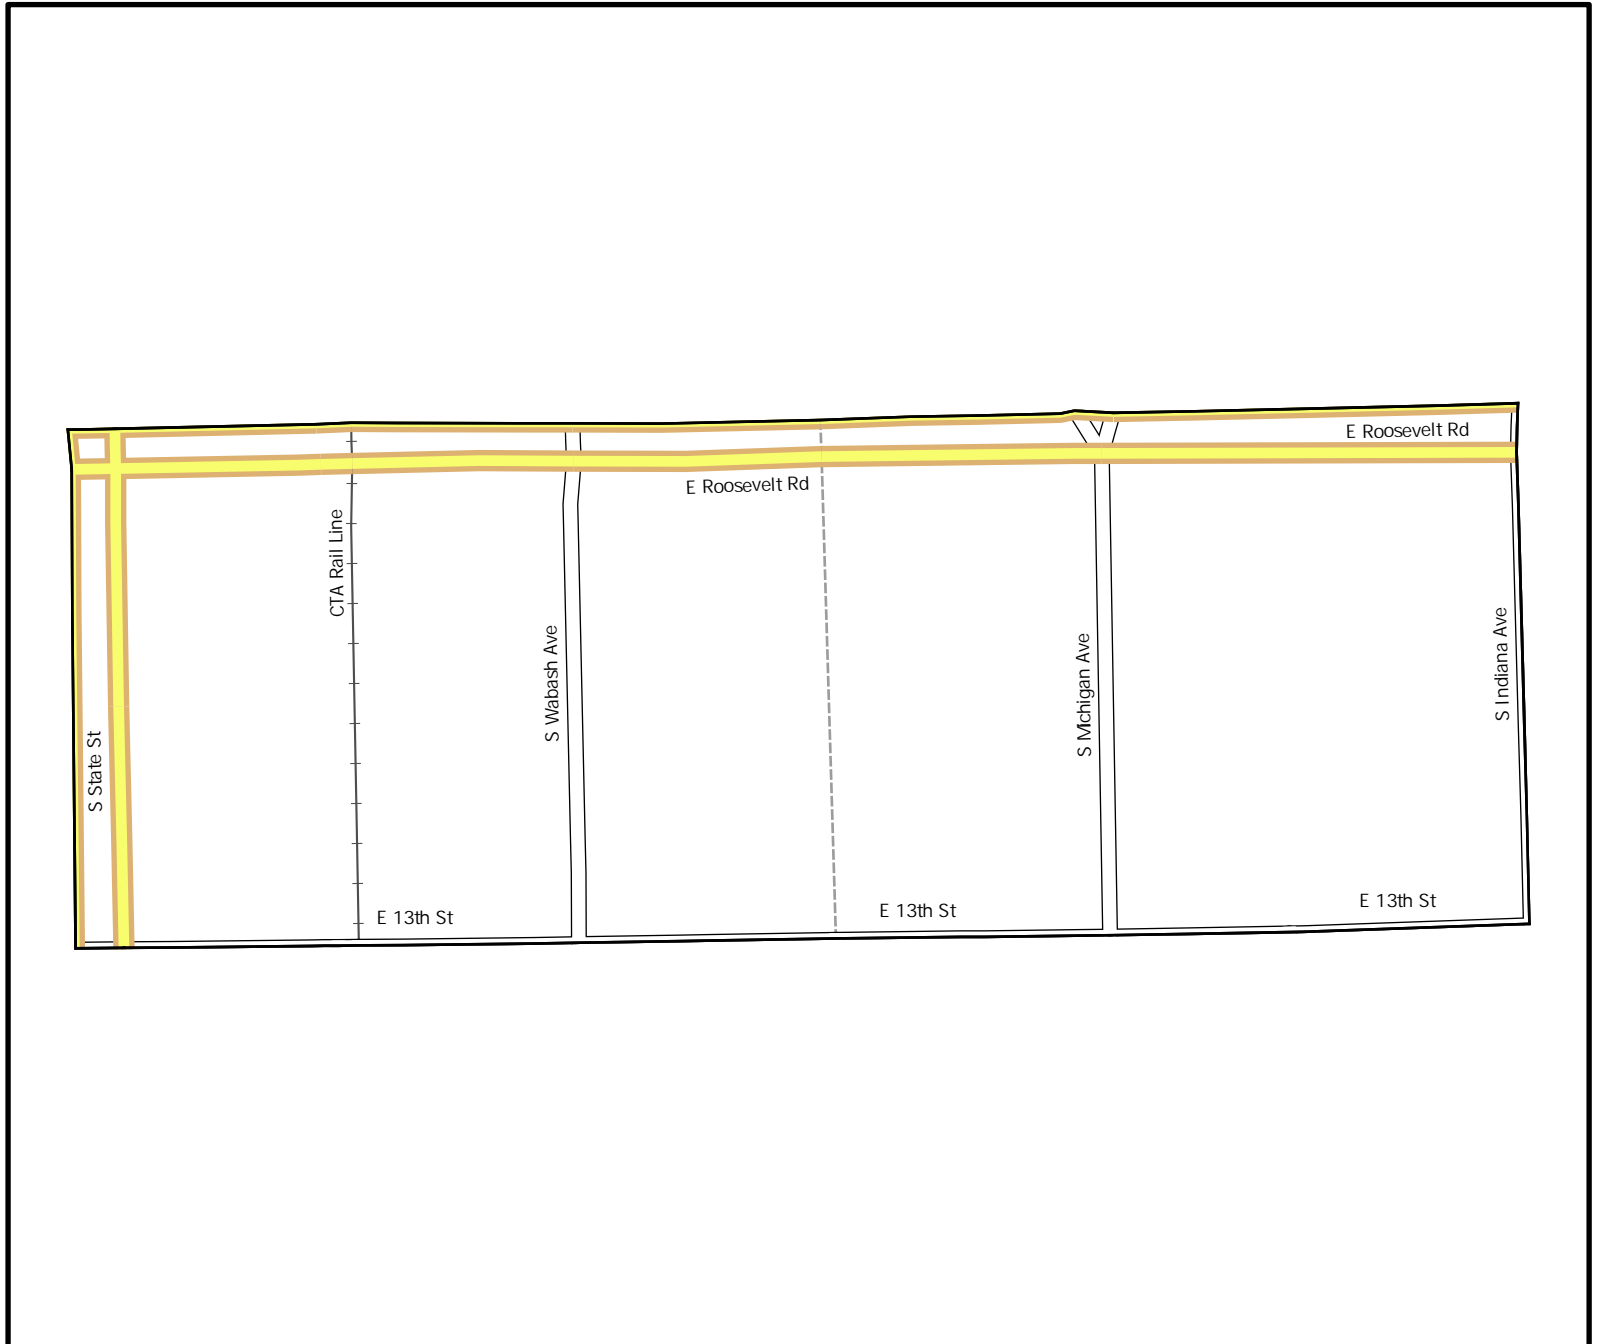 E Roosevelt Rd
E Roosevelt Rd
CTA Rail Line
S Wabash Ave
S Michigan Ave
S Indiana Ave
S State St
E 13th St
E 13th St
E 13th St